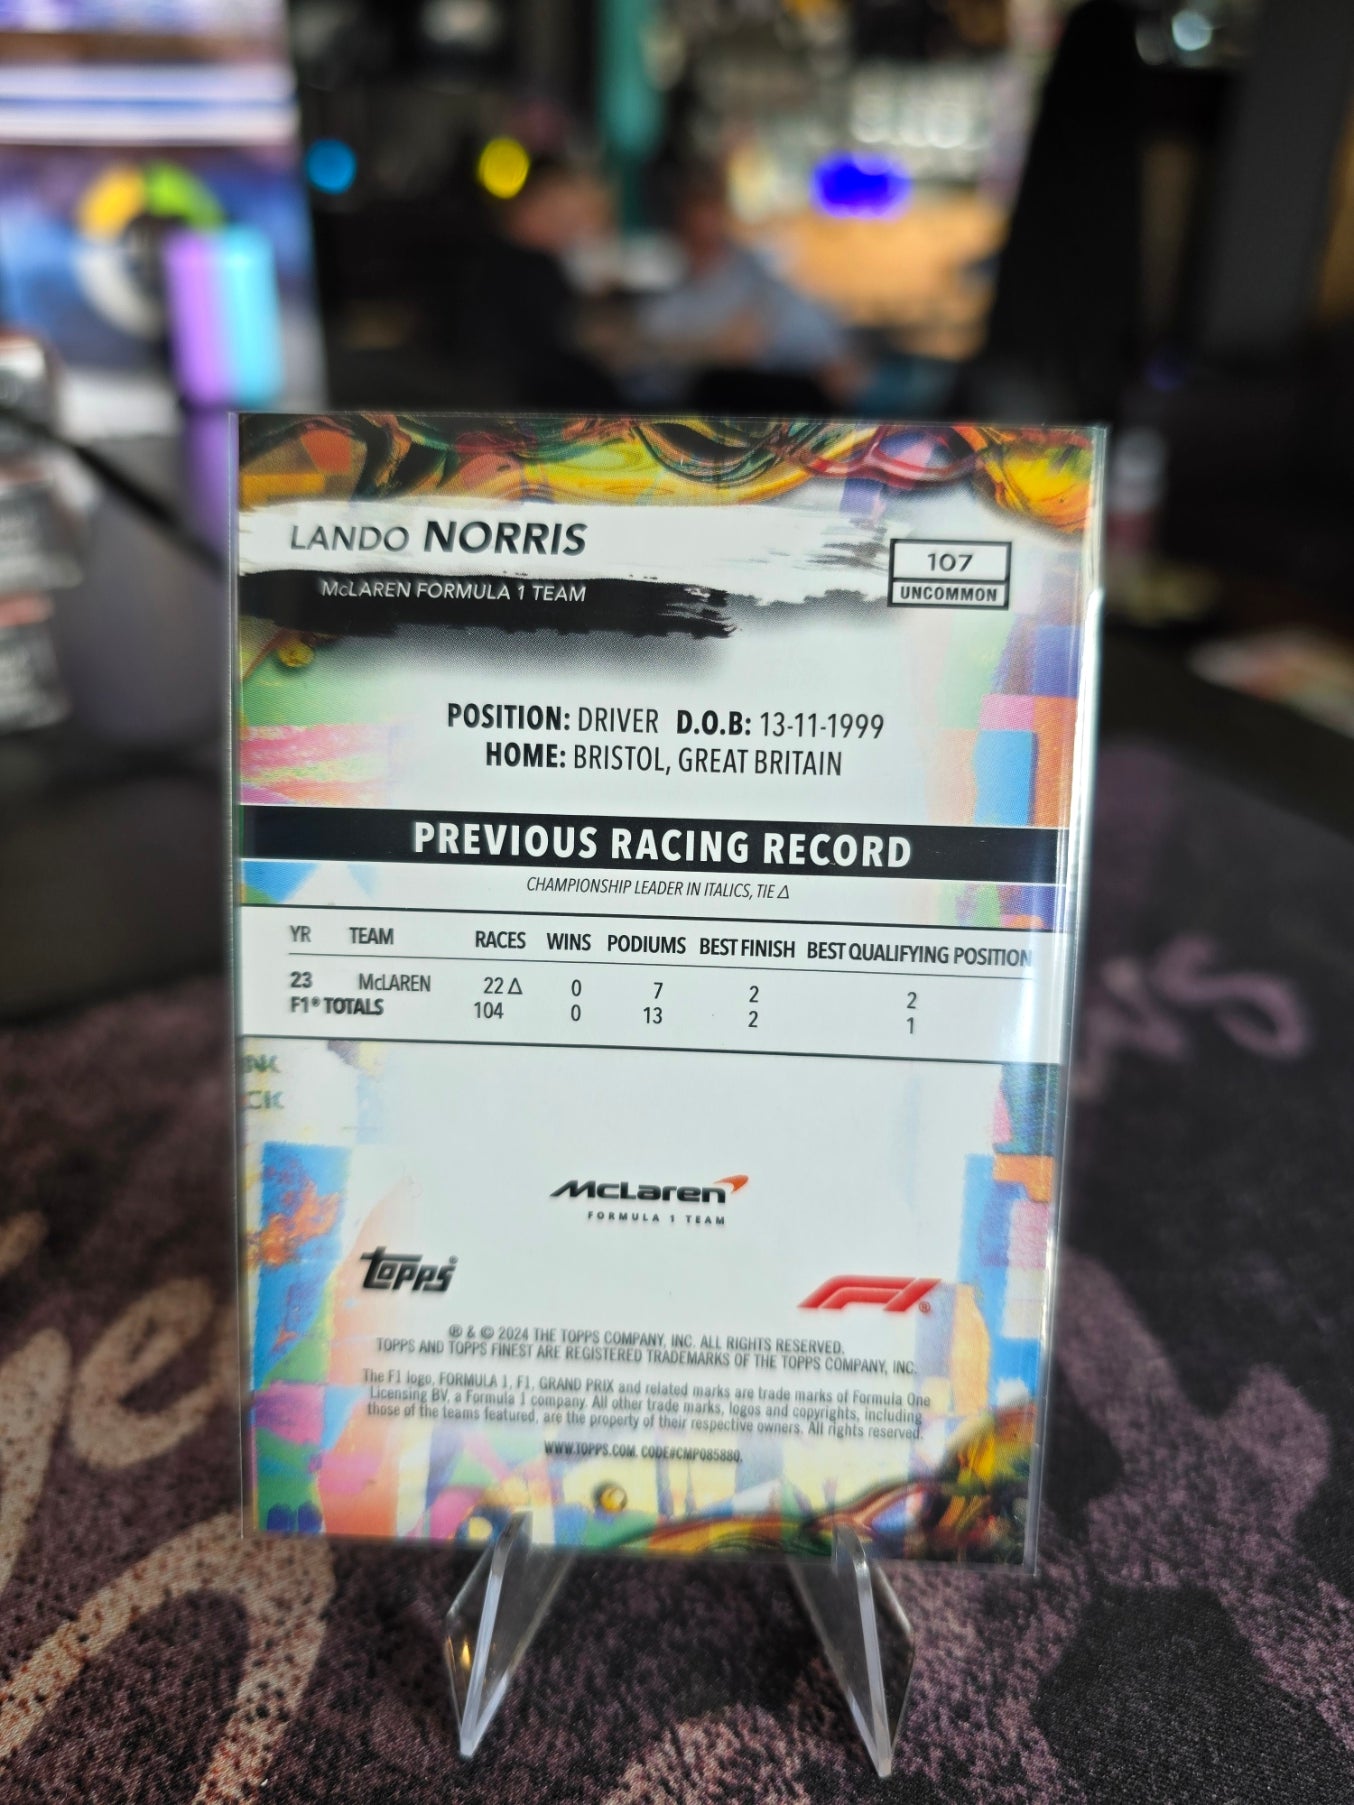 LANDO NORRIS
McLAREN FORMULA 1 TEAM
107
UNCOMMON
POSITION: DRIVER D.O.B: 13-11-1999
HOME: BRISTOL, GREAT BRITAIN
PREVIOUS RACING RECORD
CHAMPIONSHIP LEADER IN ITALICS, TIE Δ
YR TEAM RACES WINS PODIUMS BEST FINISH BEST QUALIFYING POSITION
23 McLAREN 22 Δ 0 7 2 2
F1® TOTALS 104 0 13 2 1
NK
CK
McLaren
FORMULA 1 TEAM
topps®
F1®
® & © 2024 THE TOPPS COMPANY, INC. ALL RIGHTS RESERVED.
TOPPS AND TOPPS FINEST ARE REGISTERED TRADEMARKS OF THE TOPPS COMPANY, INC.
The F1 logo, FORMULA 1, F1, GRAND PRIX and related marks are trade marks of Formula One
Licensing BV, a Formula 1 company. All other trade marks, logos and copyrights, including
those of the teams featured, are the property of their respective owners. All rights reserved.
WWW.TOPPS.COM. CODE#CMP085880.